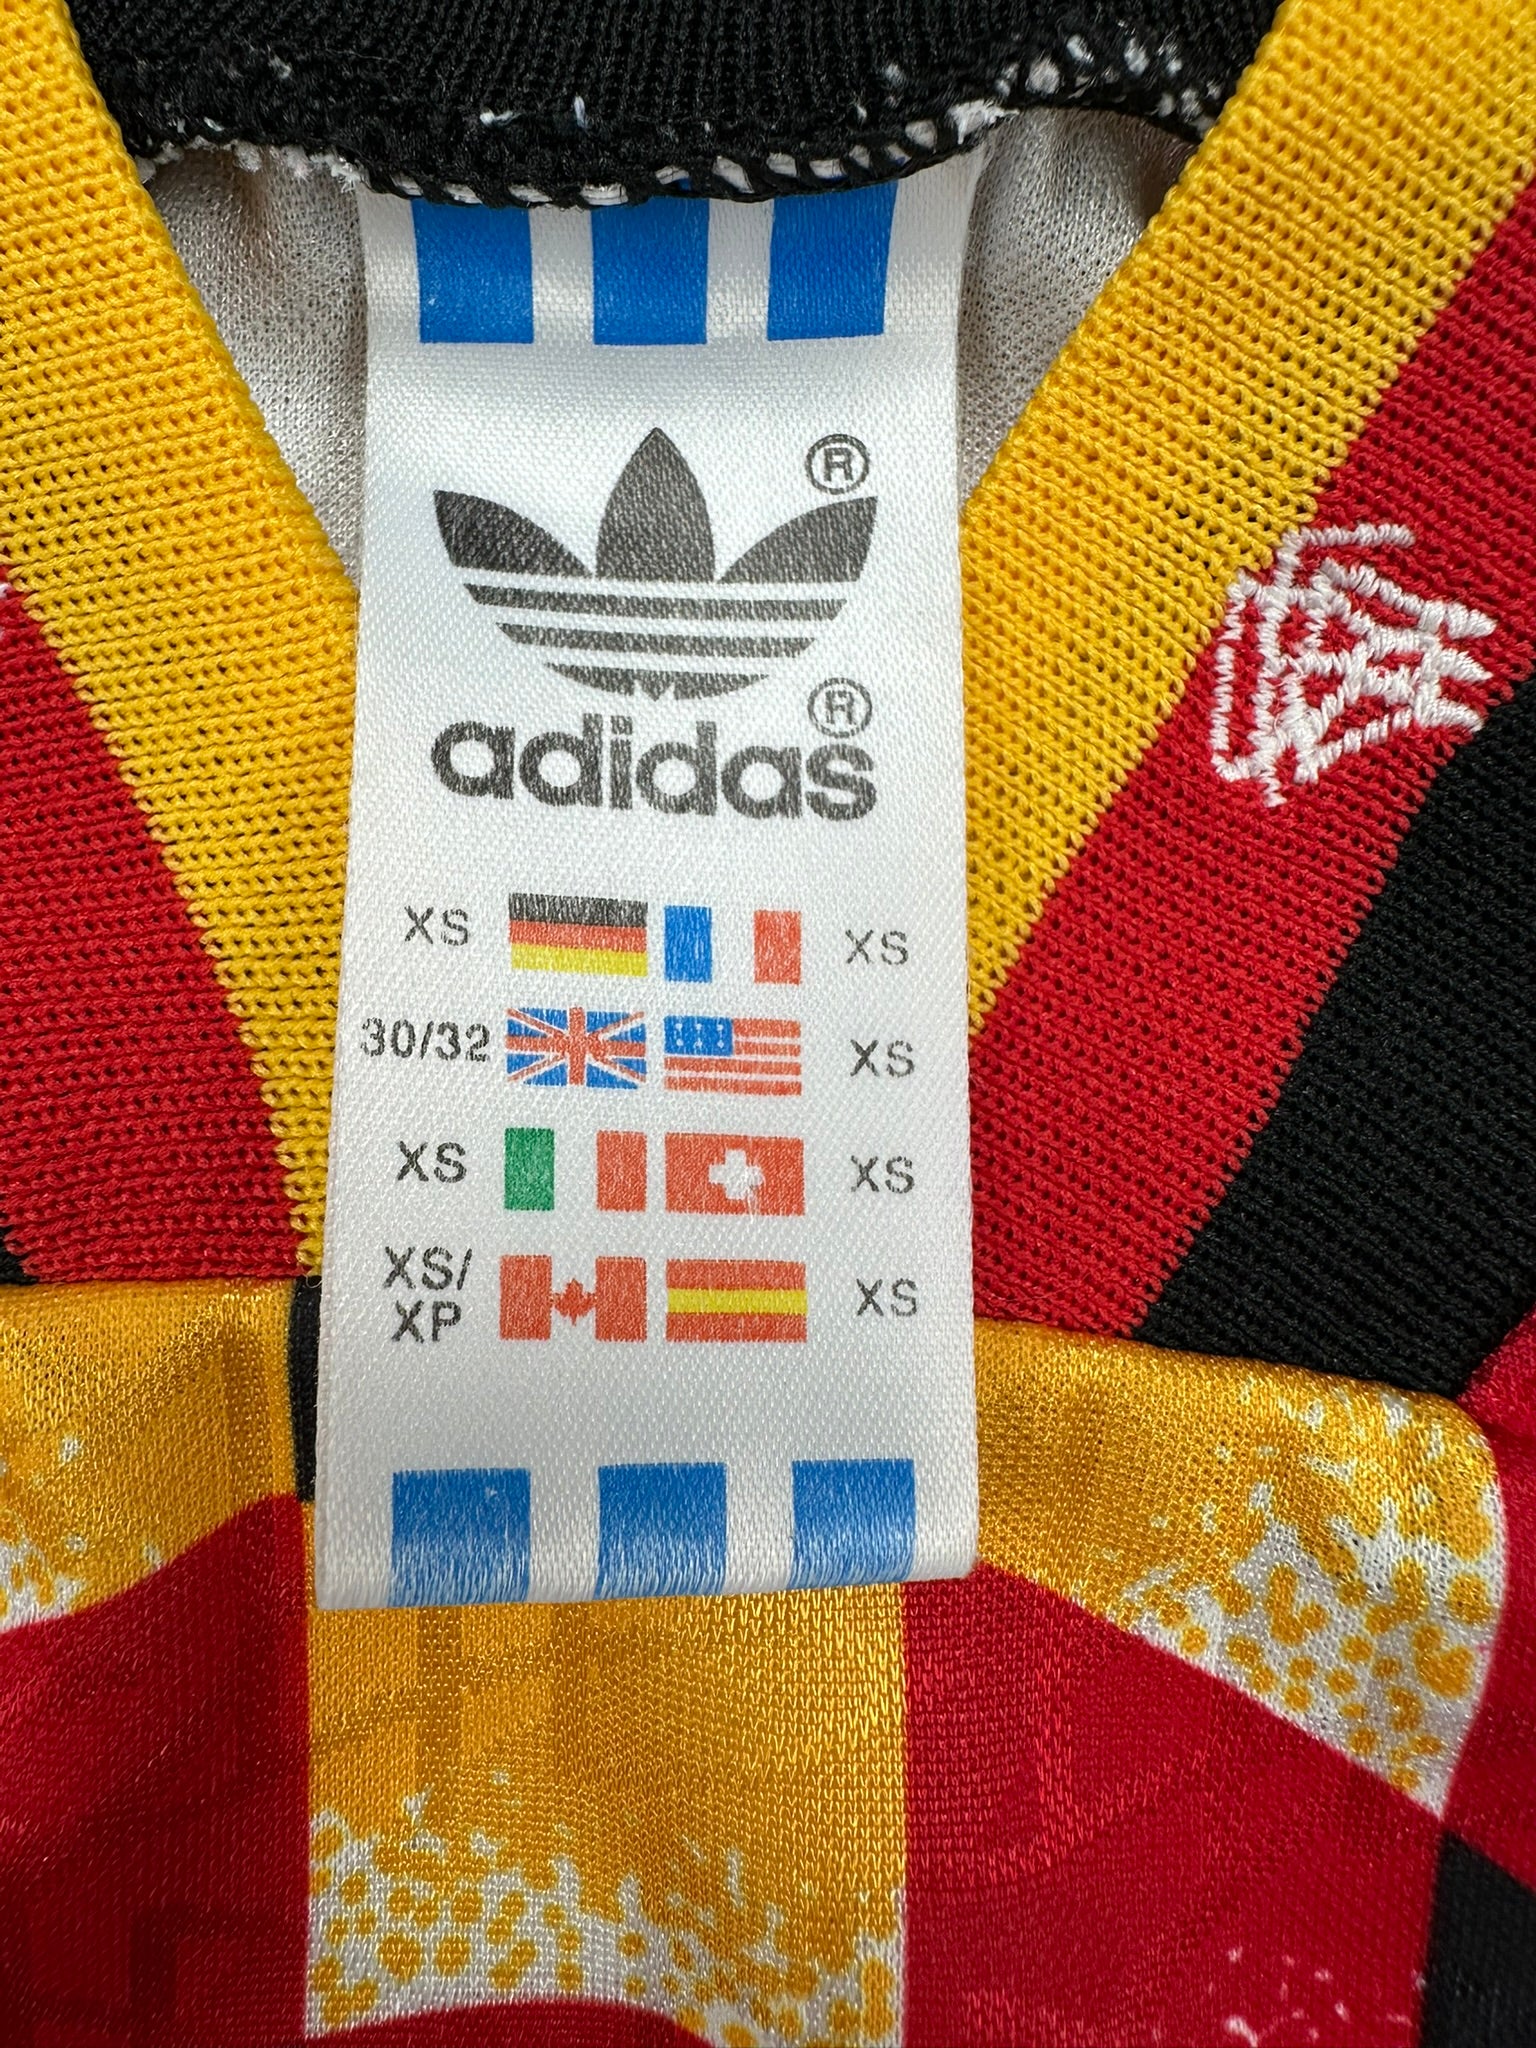 ®
®
adidas
XS XS
30/32 XS
XS XS
XS/
XP XS